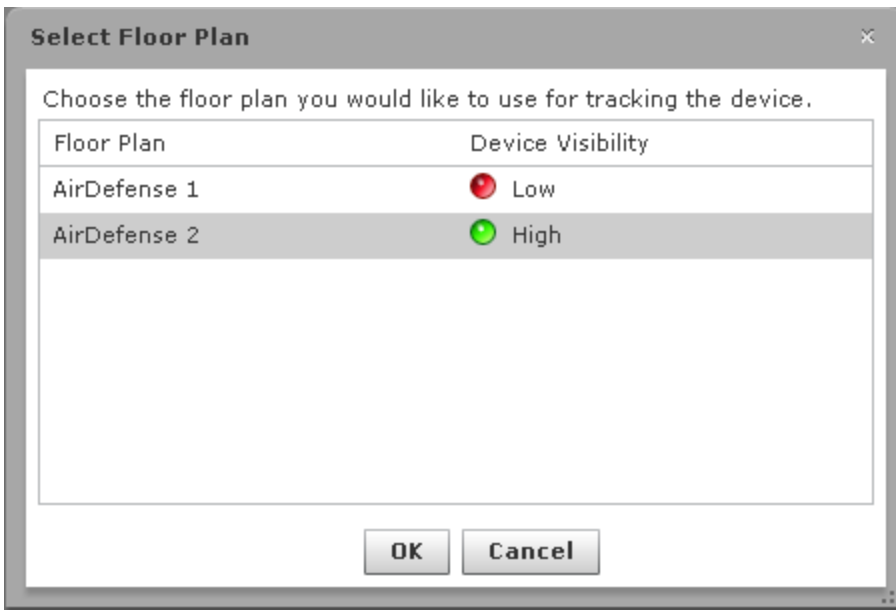 Select Floor Plan
Choose the floor plan you would like to use for tracking the device.
Floor Plan Device Visibility
AirDefense 1 Low
AirDefense 2 High
OK Cancel